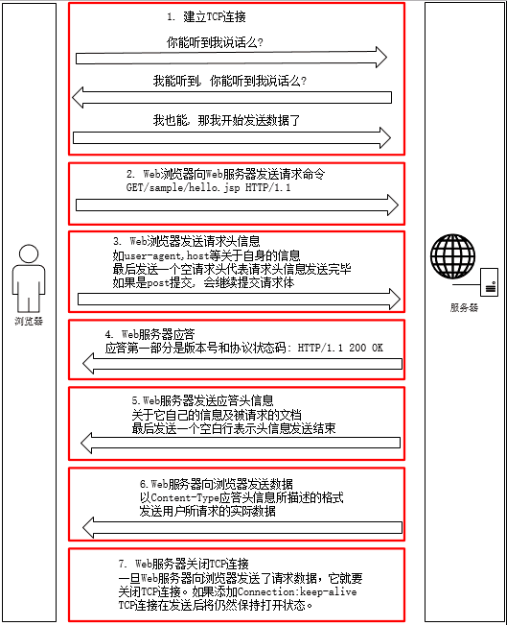 1. 建立TCP连接
你能听到我说话么?
我能听到, 你能听到我说话么?
我也能, 那我开始发送数据了
2. Web浏览器向Web服务器发送请求命令
GET/sample/hello.jsp HTTP/1.1
3. Web浏览器发送请求头信息
如user-agent,host等关于自身的信息
最后发送一个空请求头代表请求头信息发送完毕
如果是post提交, 会继续提交请求体
浏览器
服务器
4. Web服务器应答
应答第一部分是版本号和协议状态码: HTTP/1.1 200 OK
5.Web服务器发送应答头信息
关于它自己的信息及被请求的文档
最后发送一个空白行表示头信息发送结束
6.Web服务器向浏览器发送数据
以Content-Type应答头信息所描述的格式
发送用户所请求的实际数据
7. Web服务器关闭TCP连接
一旦Web服务器向浏览器发送了请求数据, 它就要
关闭TCP连接。如果添加Connection:keep-alive
TCP连接在发送后将仍然保持打开状态。